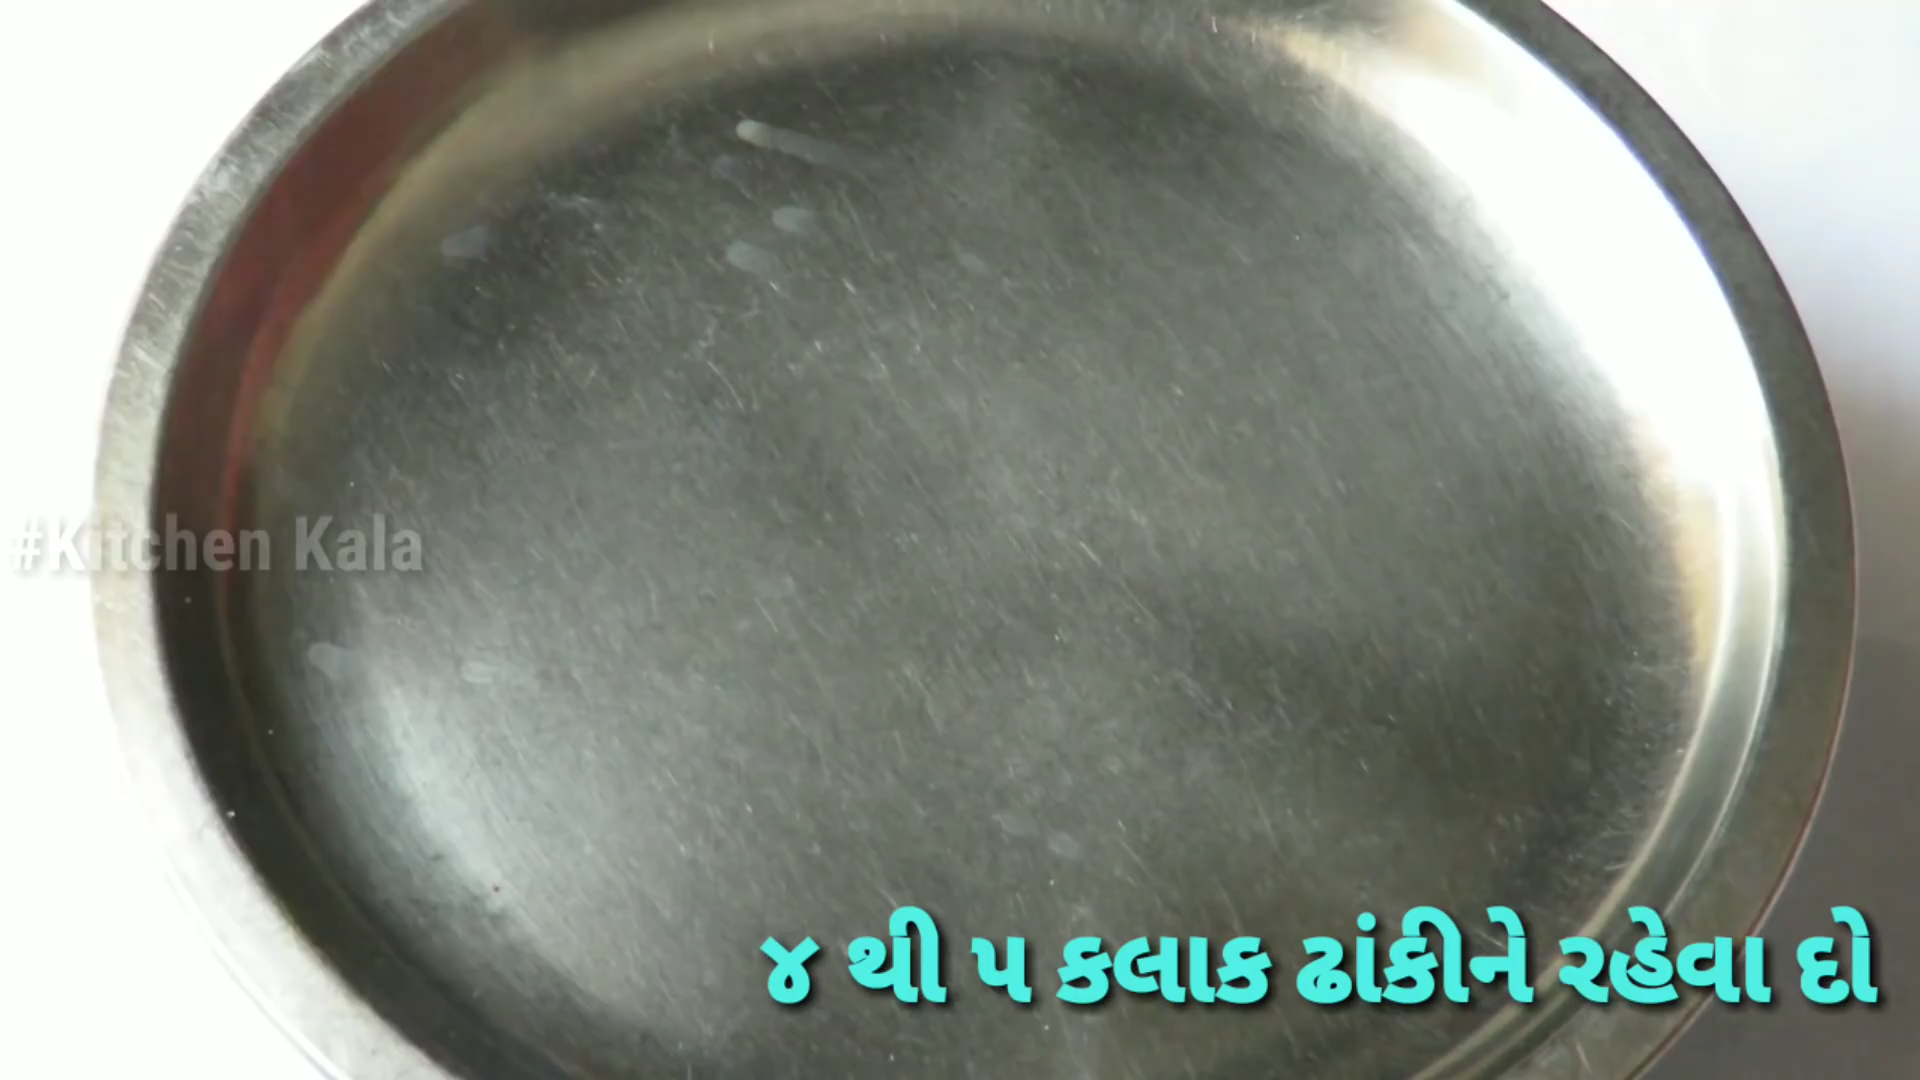 #Kitchen Kala
૪ થી ૫ કલાક ઢાંકીને રહેવા દો